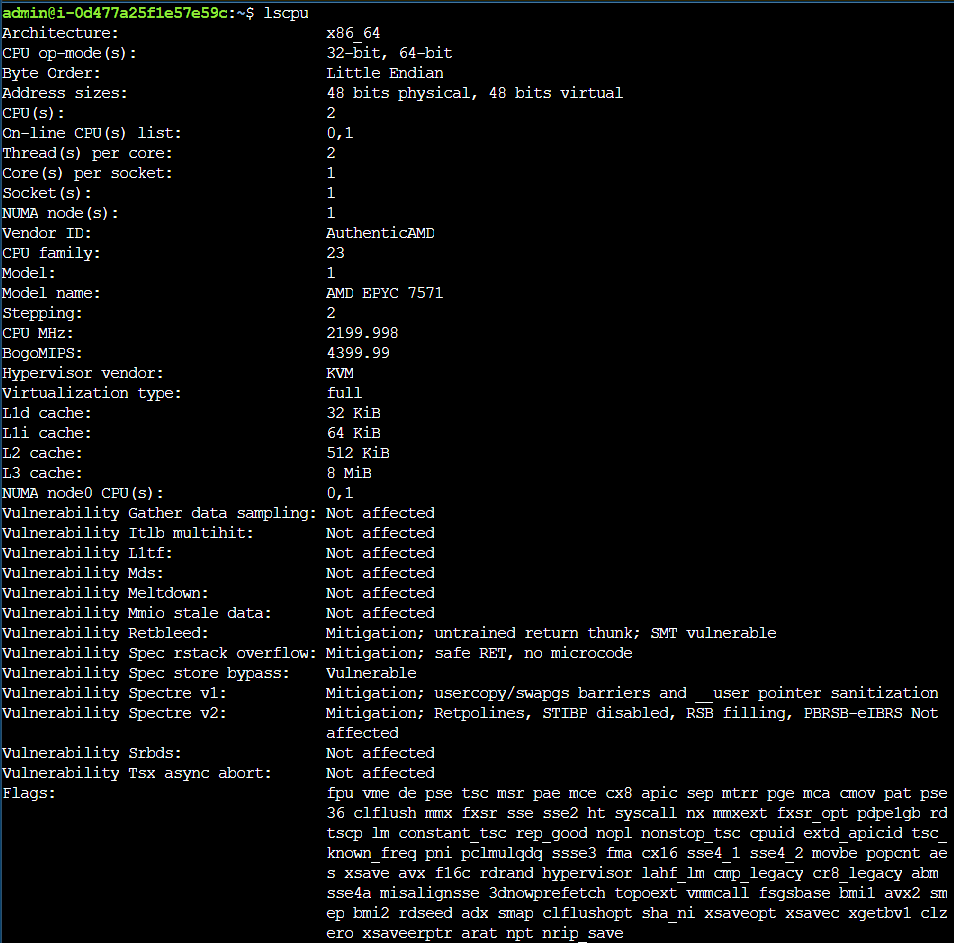 admin@i-0d477a25f1e57e59c:~$ lscpu
Architecture: x86_64
CPU op-mode(s): 32-bit, 64-bit
Byte Order: Little Endian
Address sizes: 48 bits physical, 48 bits virtual
CPU(s): 2
On-line CPU(s) list: 0,1
Thread(s) per core: 2
Core(s) per socket: 1
Socket(s): 1
NUMA node(s): 1
Vendor ID: AuthenticAMD
CPU family: 23
Model: 1
Model name: AMD EPYC 7571
Stepping: 2
CPU MHz: 2199.998
BogoMIPS: 4399.99
Hypervisor vendor: KVM
Virtualization type: full
L1d cache: 32 KiB
L1i cache: 64 KiB
L2 cache: 512 KiB
L3 cache: 8 MiB
NUMA node0 CPU(s): 0,1
Vulnerability Gather data sampling: Not affected
Vulnerability Itlb multihit: Not affected
Vulnerability L1tf: Not affected
Vulnerability Mds: Not affected
Vulnerability Meltdown: Not affected
Vulnerability Mmio stale data: Not affected
Vulnerability Retbleed: Mitigation; untrained return thunk; SMT vulnerable
Vulnerability Spec rstack overflow: Mitigation; safe RET, no microcode
Vulnerability Spec store bypass: Vulnerable
Vulnerability Spectre v1: Mitigation; usercopy/swapgs barriers and __user pointer sanitization
Vulnerability Spectre v2: Mitigation; Retpolines, STIBP disabled, RSB filling, PBRSB-eIBRS Not
affected
Vulnerability Srbds: Not affected
Vulnerability Tsx async abort: Not affected
Flags: fpu vme de pse tsc msr pae mce cx8 apic sep mtrr pge mca cmov pat pse
36 clflush mmx fxsr sse sse2 ht syscall nx mmxext fxsr_opt pdpe1gb rd
tscp lm constant_tsc rep_good nopl nonstop_tsc cpuid extd_apicid tsc_
known_freq pni pclmulqdq ssse3 fma cx16 sse4_1 sse4_2 movbe popcnt ae
s xsave avx f16c rdrand hypervisor lahf_lm cmp_legacy cr8_legacy abm
sse4a misalignsse 3dnowprefetch topoext vmmcall fsgsbase bmi1 avx2 sm
ep bmi2 rdseed adx smap clflushopt sha_ni xsaveopt xsavec xgetbv1 clz
ero xsaveerptr arat npt nrip_save